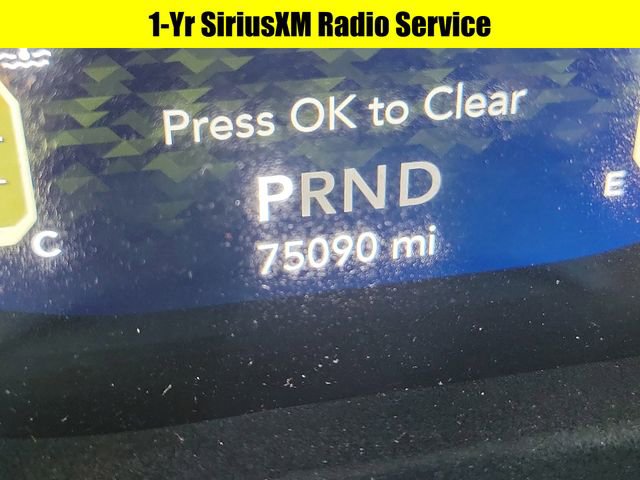 1-Yr SiriusXM Radio Service
Press OK to Clear
PRND
E
C
75090 mi